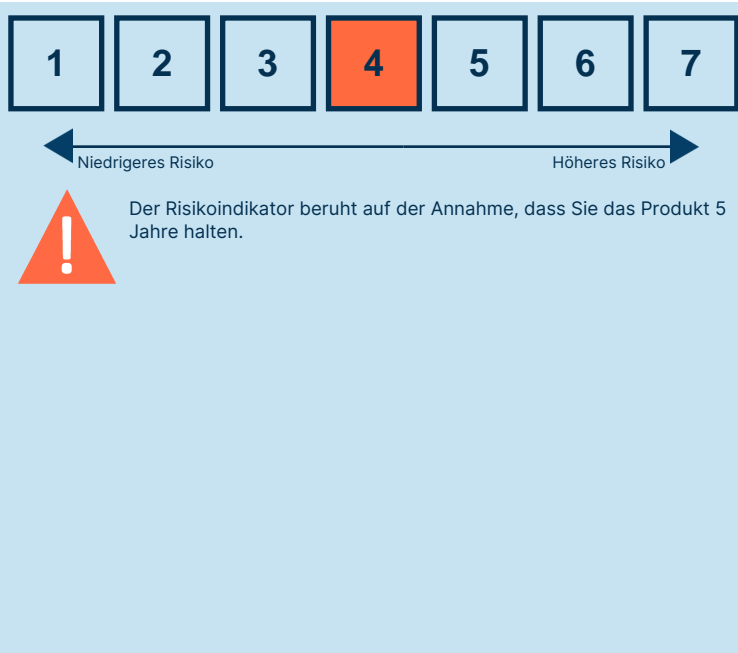 1 2 3 4 5 6 7
Niedrigeres Risiko Höheres Risiko
!
Der Risikoindikator beruht auf der Annahme, dass Sie das Produkt 5
Jahre halten.